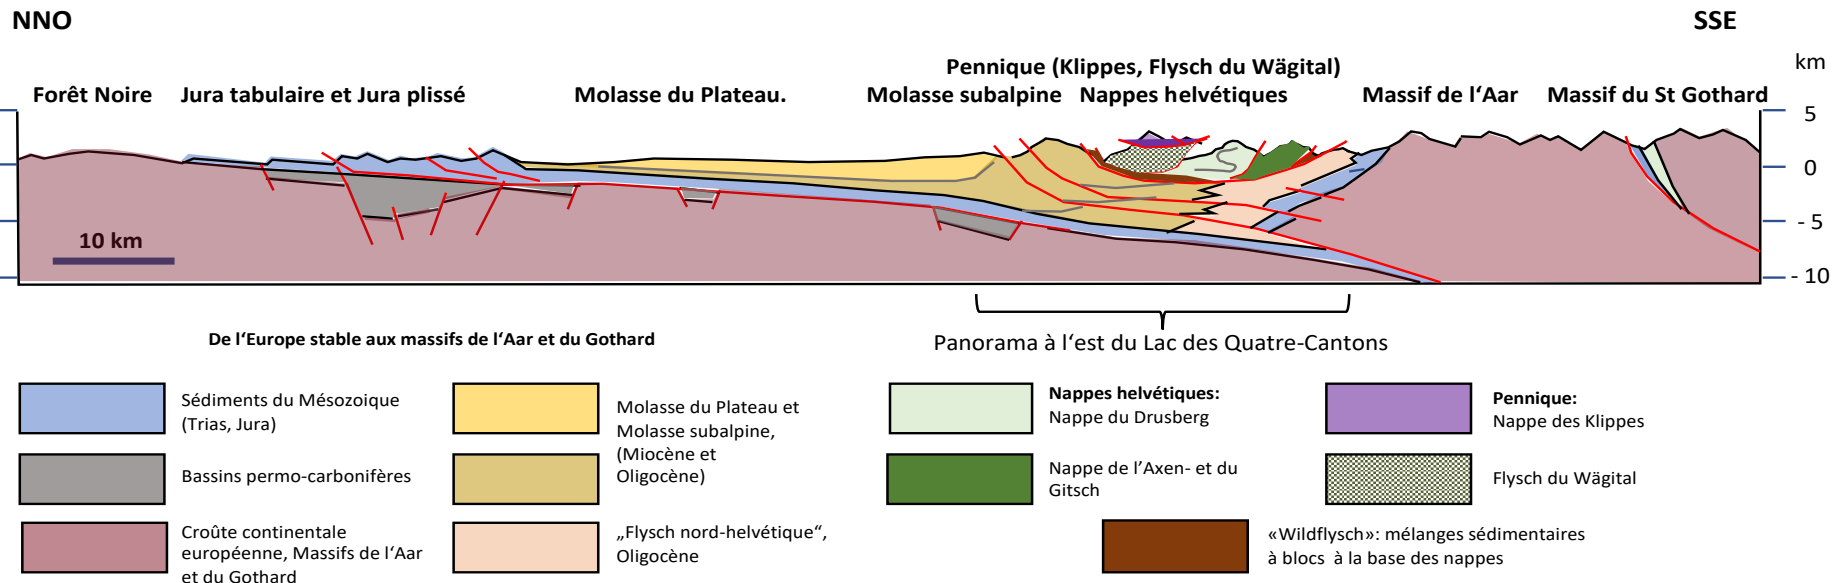 NNO
SSE
Pennique (Klippes, Flysch du Wägital)
km
Forêt Noire
Jura tabulaire et Jura plissé
Molasse du Plateau.
Molasse subalpine
Nappes helvétiques
Massif de l‘Aar
Massif du St Gothard
5
0
- 5
- 10
10 km
De l‘Europe stable aux massifs de l‘Aar et du Gothard
Panorama à l‘est du Lac des Quatre-Cantons
Sédiments du Mésozoique
(Trias, Jura)
Molasse du Plateau et
Molasse subalpine,
(Miocène et
Oligocène)
Nappes helvétiques:
Nappe du Drusberg
Pennique:
Nappe des Klippes
Bassins permo-carbonifères
Nappe de l’Axen- et du
Gitsch
Flysch du Wägital
Croûte continentale
européenne, Massifs de l‘Aar
et du Gothard
„Flysch nord-helvétique“,
Oligocène
«Wildflysch»: mélanges sédimentaires
à blocs à la base des nappes